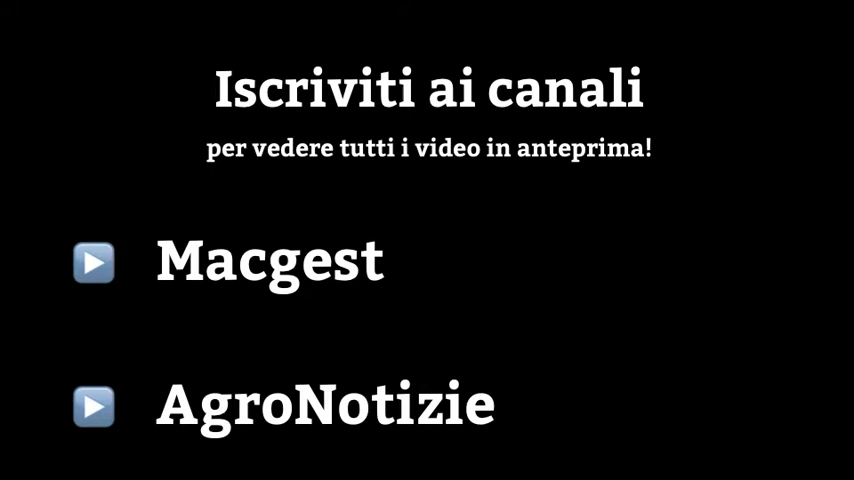 Iscriviti ai canali
per vedere tutti i video in anteprima!
Macgest
AgroNotizie